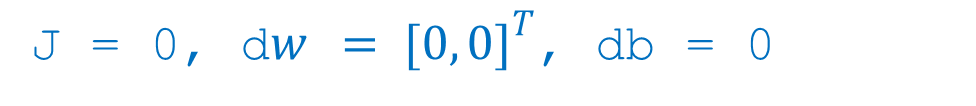 J = 0, dw = [0,0]ᵀ, db = 0